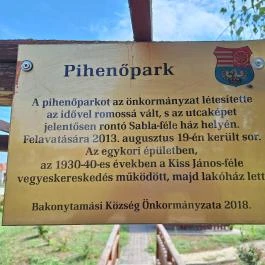 Pihenőpark
A pihenőparkot az önkormányzat létesítette
az idővel romossá vált, s az utcaképet
jelentősen rontó Sabla-féle ház helyén.
Felavatására 2013. augusztus 19-én került sor.
Az egykori épületben,
az 1930-40-es években a Kiss János-féle
vegyeskereskedés működött, majd lakóház lett
Bakonytamási Község Önkormányzata 2018.